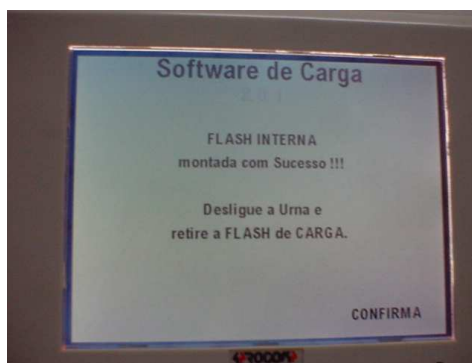 Software de Carga
FLASH INTERNA
montada com Sucesso !!!
Desligue a Urna e
retire a FLASH de CARGA.
CONFIRMA